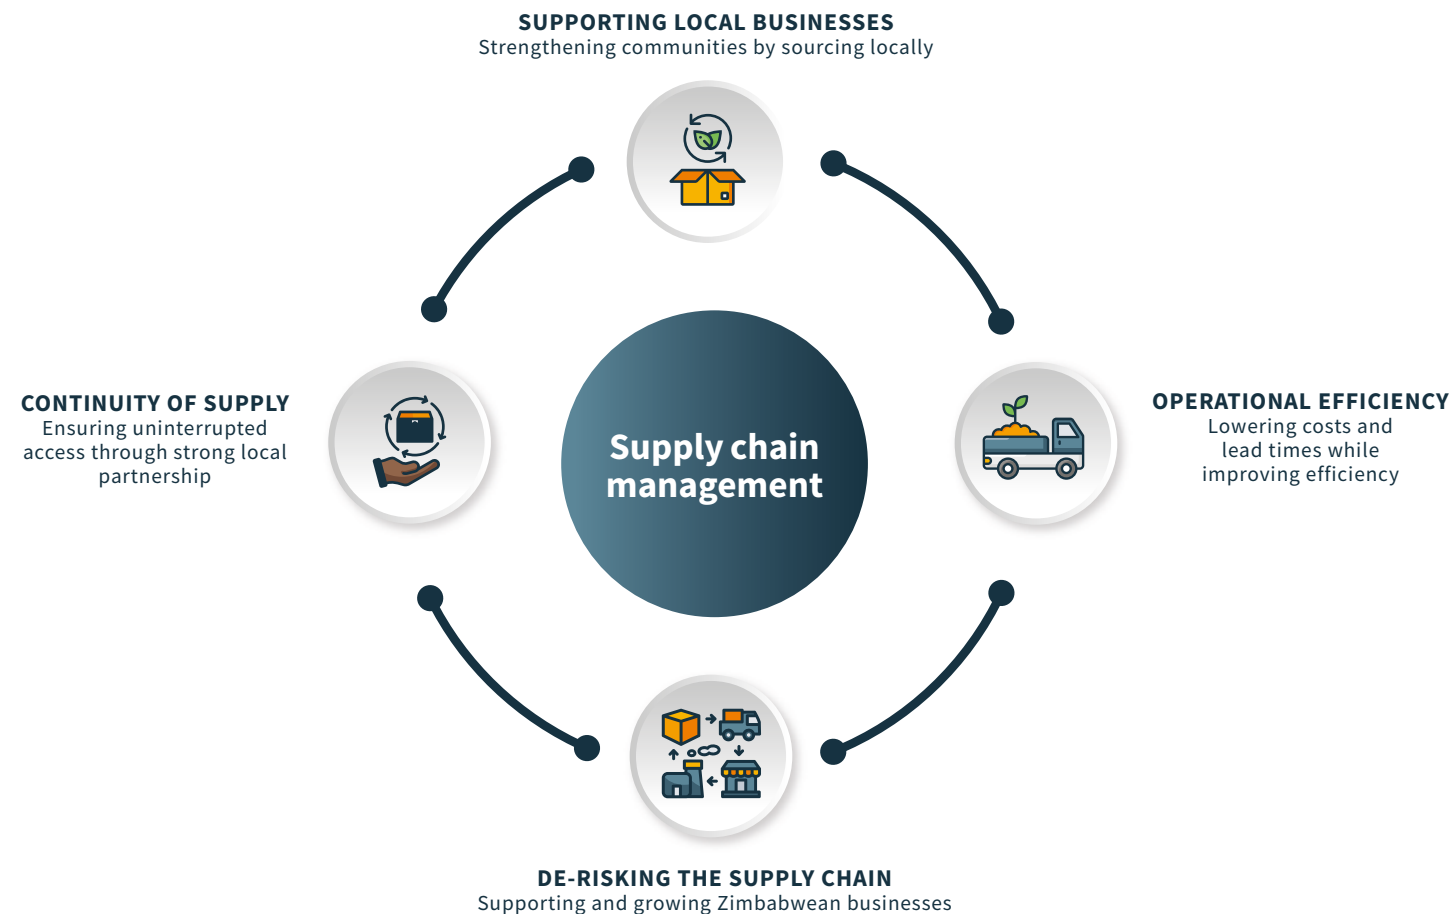 SUPPORTING LOCAL BUSINESSES
Strengthening communities by sourcing locally
CONTINUITY OF SUPPLY
Ensuring uninterrupted
access through strong local
partnership
Supply chain
management
OPERATIONAL EFFICIENCY
Lowering costs and
lead times while
improving efficiency
DE-RISKING THE SUPPLY CHAIN
Supporting and growing Zimbabwean businesses